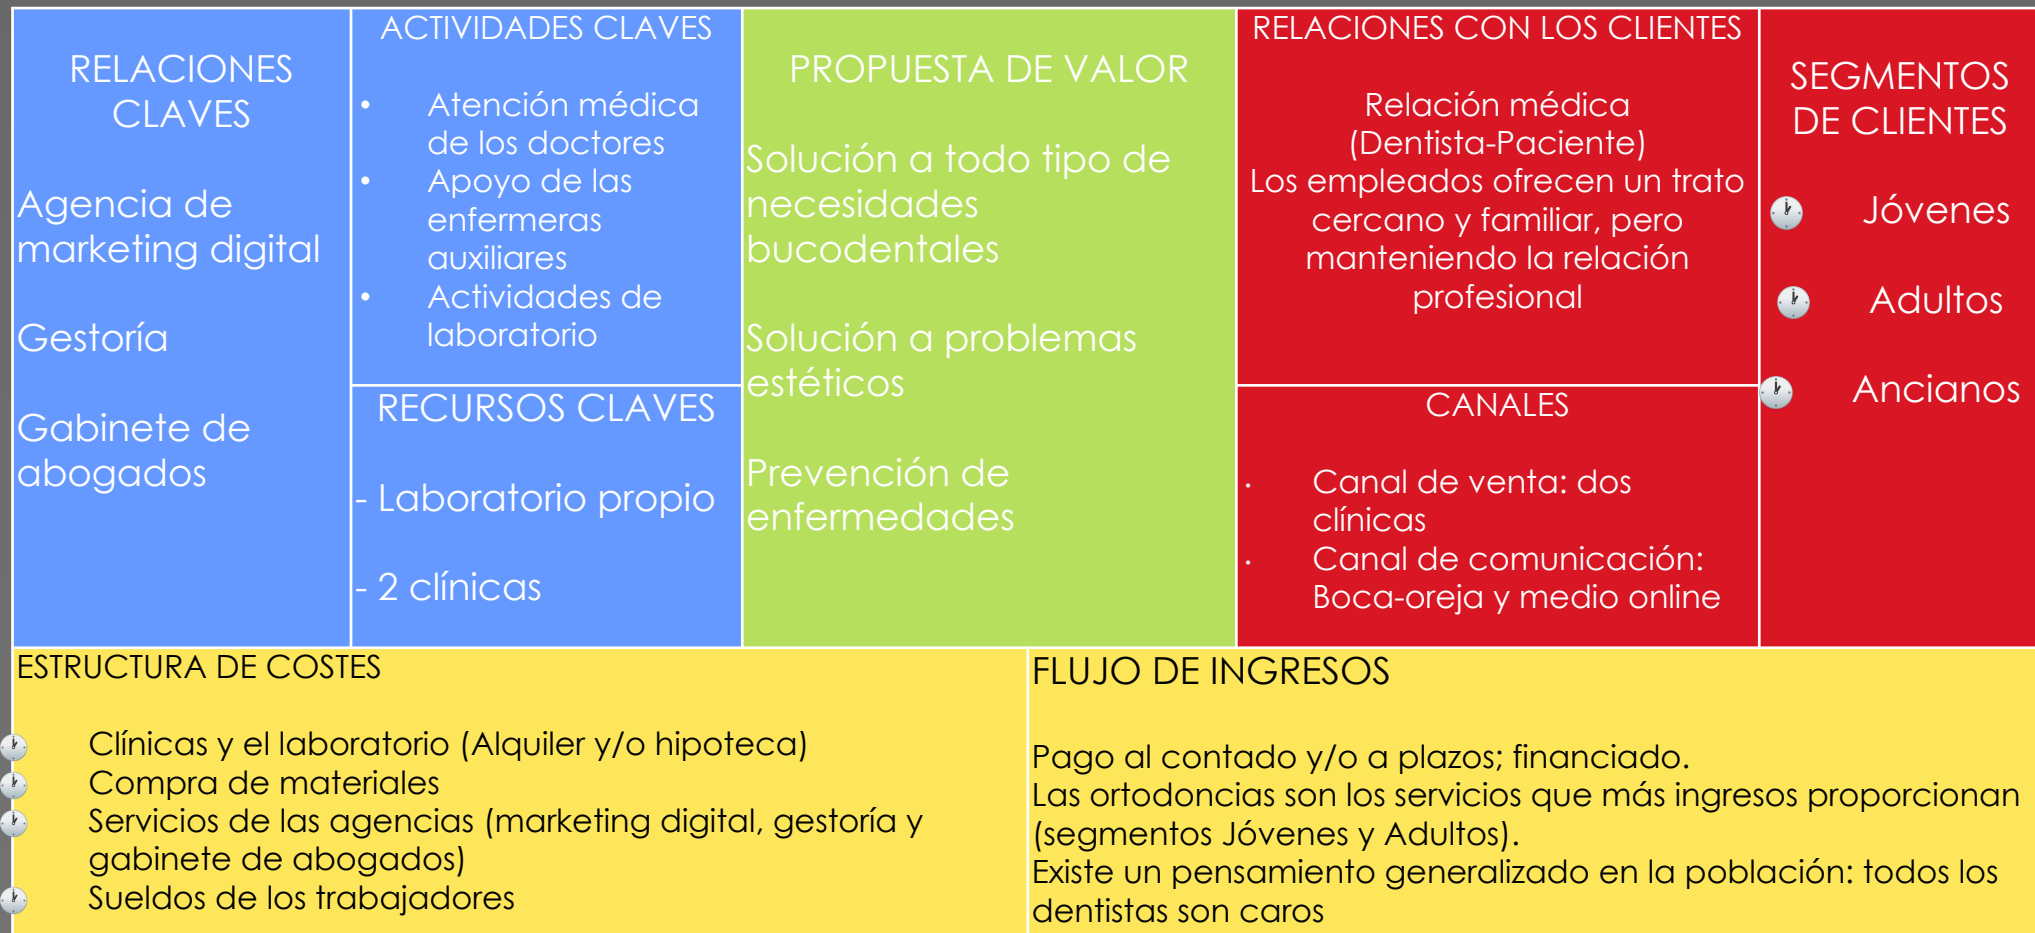 RELACIONES
CLAVES
Agencia de
marketing digital
Gestoría
Gabinete de
abogados
ACTIVIDADES CLAVES
• Atención médica
de los doctores
• Apoyo de las
enfermeras
auxiliares
• Actividades de
laboratorio
RECURSOS CLAVES
- Laboratorio propio
- 2 clínicas
PROPUESTA DE VALOR
Solución a todo tipo de
necesidades
bucodentales
Solución a problemas
estéticos
Prevención de
enfermedades
RELACIONES CON LOS CLIENTES
Relación médica
(Dentista-Paciente)
Los empleados ofrecen un trato
cercano y familiar, pero
manteniendo la relación
profesional
CANALES
· Canal de venta: dos
clínicas
· Canal de comunicación:
Boca-oreja y medio online
SEGMENTOS
DE CLIENTES
Jóvenes
Adultos
Ancianos
ESTRUCTURA DE COSTES
Clínicas y el laboratorio (Alquiler y/o hipoteca)
Compra de materiales
Servicios de las agencias (marketing digital, gestoría y
gabinete de abogados)
Sueldos de los trabajadores
FLUJO DE INGRESOS
Pago al contado y/o a plazos; financiado.
Las ortodoncias son los servicios que más ingresos proporcionan
(segmentos Jóvenes y Adultos).
Existe un pensamiento generalizado en la población: todos los
dentistas son caros